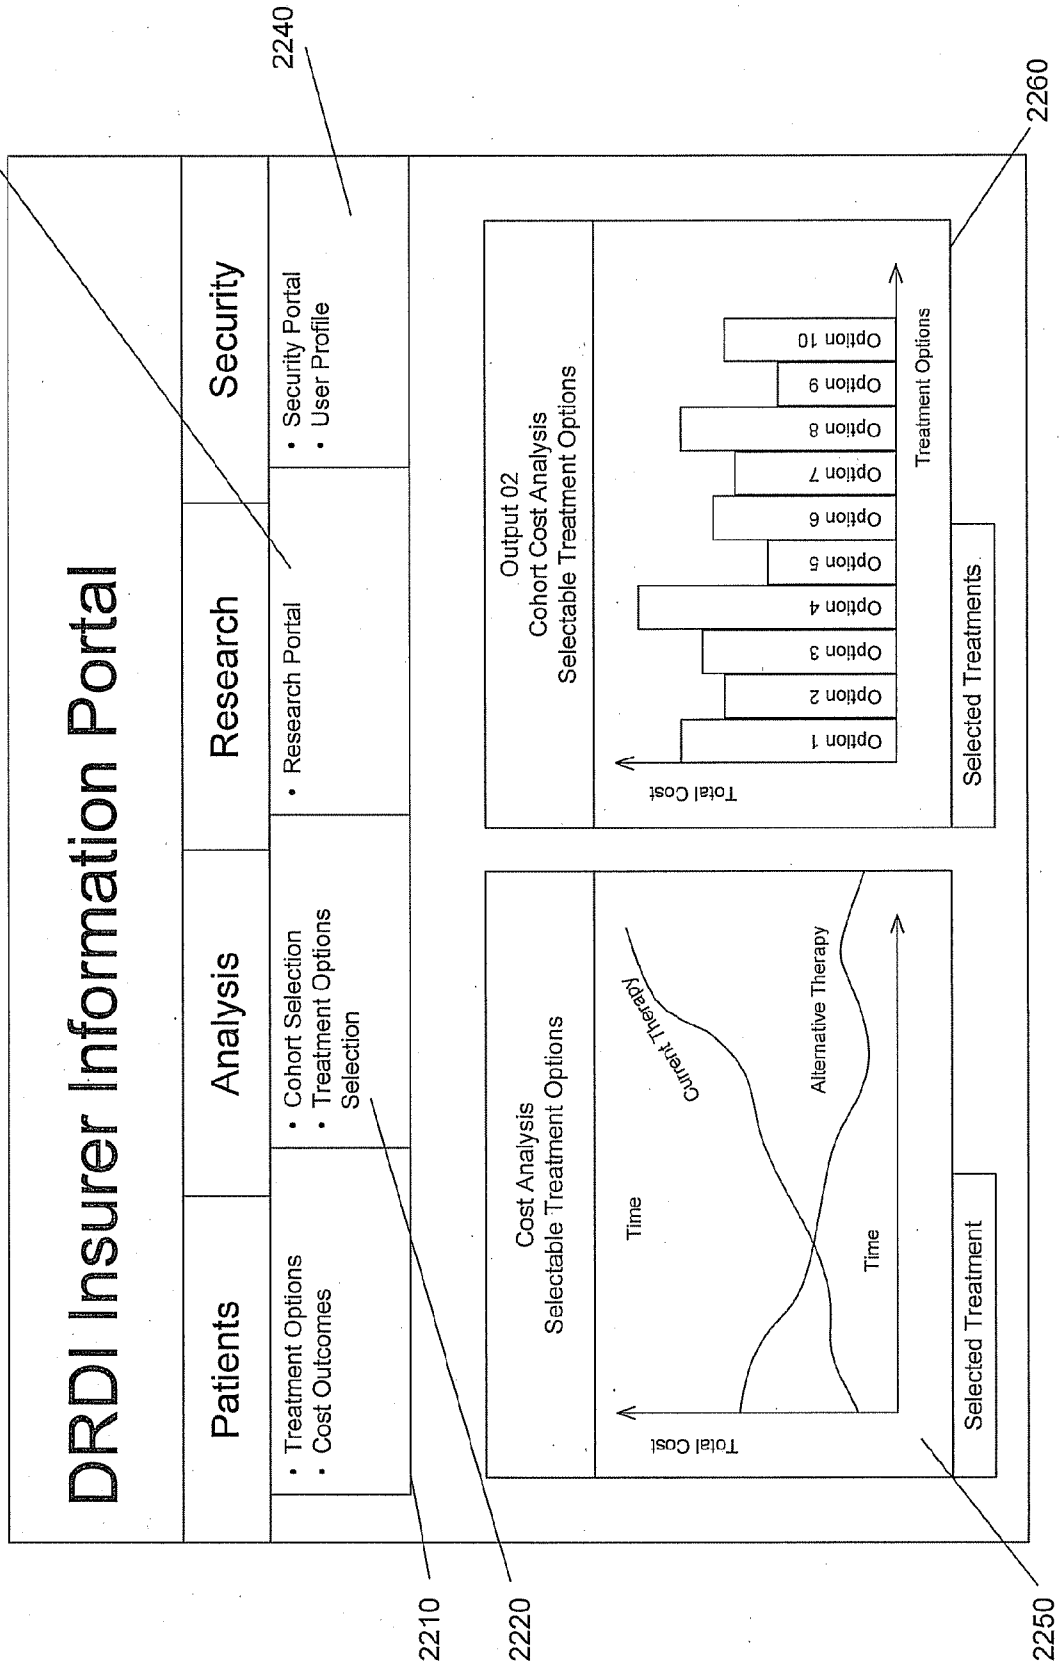 DRDI Insurer Information Portal
Patients
Analysis
Research
Security
• Treatment Options
• Cost Outcomes
• Cohort Selection
• Treatment Options
Selection
• Research Portal
• Security Portal
• User Profile
2240
2210
2220
Cost Analysis
Selectable Treatment Options
Total Cost
Time
Current Therapy
Alternative Therapy
Time
Selected Treatment
2250
Output 02
Cohort Cost Analysis
Selectable Treatment Options
Total Cost
Option 1
Option 2
Option 3
Option 4
Option 5
Option 6
Option 7
Option 8
Option 9
Option 10
Treatment Options
Selected Treatments
2260